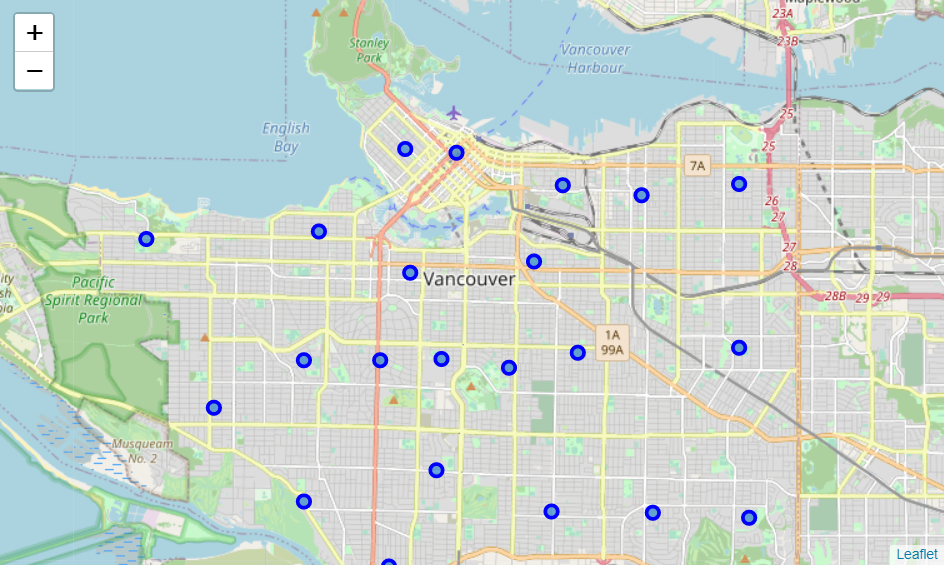 +
−
Maplewood
23A
23B
Stanley
Park
Vancouver
Harbour
25
English
Bay
25
7A
26
27
27
28
Pacific
Spirit Regional
Park
Vancouver
28B
29
29
1A
99A
Musqueam
No. 2
Leaflet